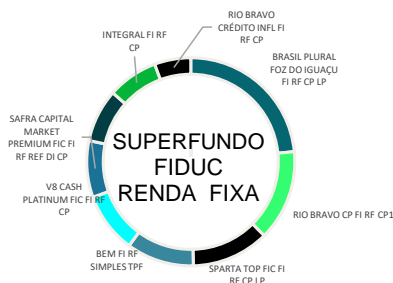 RIO BRAVO
CRÉDITO INFL FI
RF CP
INTEGRAL FI RF
CP
BRASIL PLURAL
FOZ DO IGUAÇU
FI RF CP LP
SAFRA CAPITAL
MARKET
PREMIUM FIC FI
RF REF DI CP
SUPERFUNDO
FIDUC
RENDA FIXA
V8 CASH
PLATINUM FIC FI RF
CP
RIO BRAVO CP FI RF CP1
BEM FI RF
SIMPLES TPF
SPARTA TOP FIC FI
RF CP LP